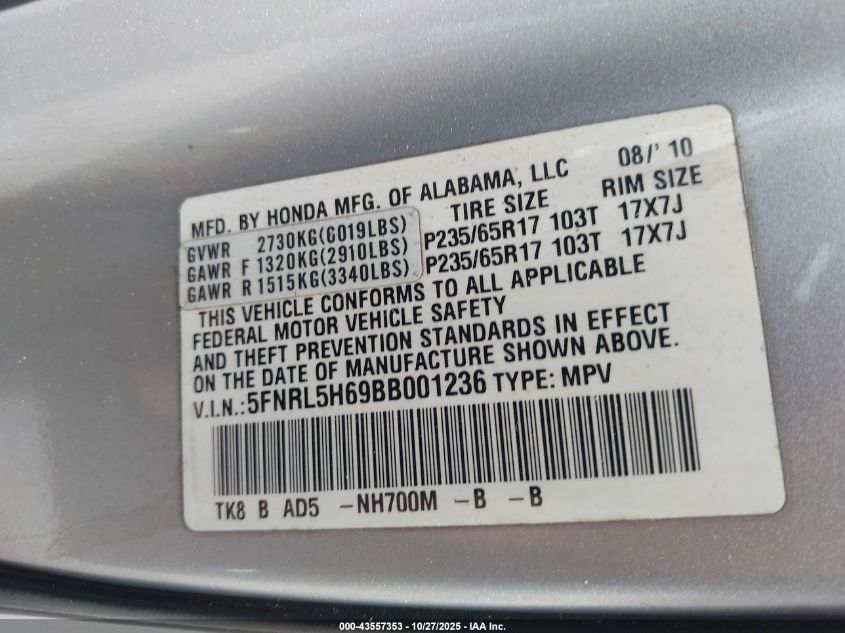 MFD. BY HONDA MFG. OF ALABAMA, LLC 08/' 10
TIRE SIZE RIM SIZE
GVWR 2730KG(6019LBS)
GAWR F 1320KG(2910LBS) P235/65R17 103T 17X7J
GAWR R 1515KG(3340LBS) P235/65R17 103T 17X7J
THIS VEHICLE CONFORMS TO ALL APPLICABLE
FEDERAL MOTOR VEHICLE SAFETY
AND THEFT PREVENTION STANDARDS IN EFFECT
ON THE DATE OF MANUFACTURE SHOWN ABOVE.
V.I.N.:5FNRL5H69BB001236 TYPE: MPV
TK8 B AD5 -NH700M -B -B
000-43557353 | 10/27/2025 - IAA Inc.